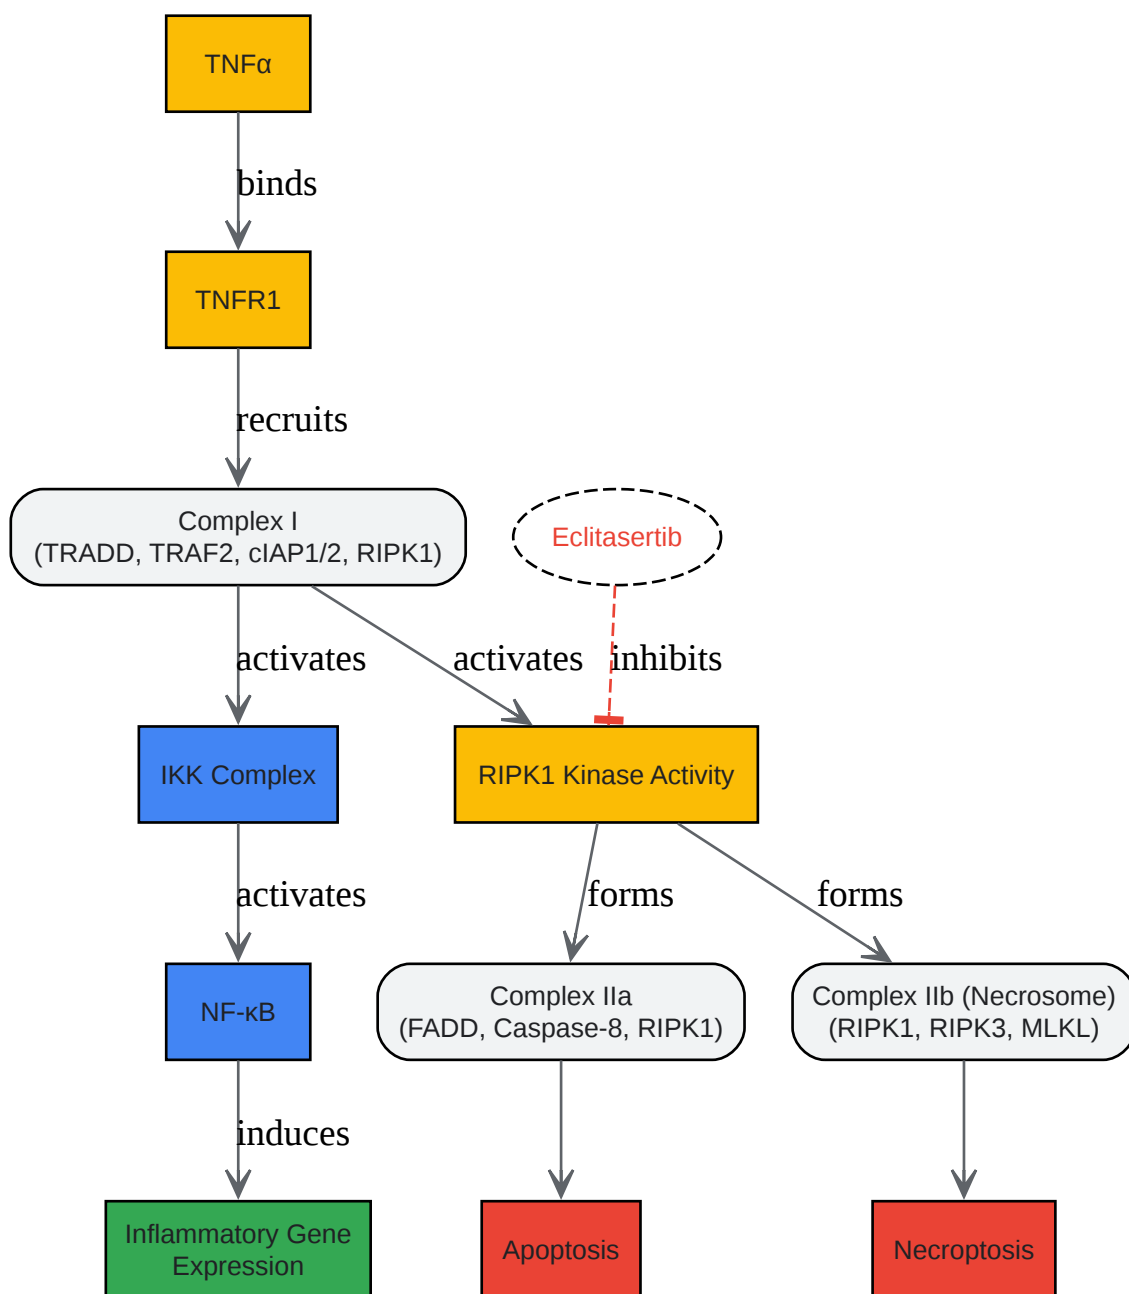 TNFα
binds
TNFR1
recruits
Complex I
(TRADD, TRAF2, cIAP1/2, RIPK1)
Eclitasertib
activates
activates
inhibits
IKK Complex
RIPK1 Kinase Activity
activates
forms
forms
NF-κB
Complex IIa
(FADD, Caspase-8, RIPK1)
Complex IIb (Necrosome)
(RIPK1, RIPK3, MLKL)
induces
Inflammatory Gene
Expression
Apoptosis
Necroptosis